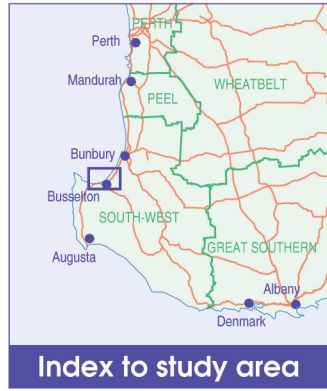 PERTH
Perth
Mandurah
WHEATBELT
PEEL
Bunbury
Busselton
SOUTH-WEST
GREAT SOUTHERN
Augusta
Albany
Denmark
Index to study area